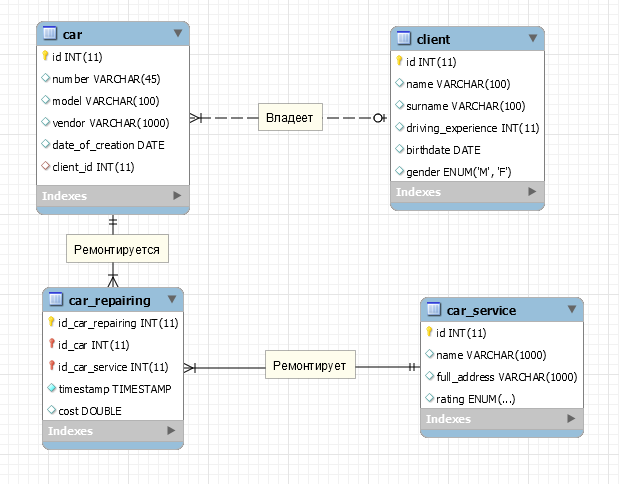 car
id INT(11)
number VARCHAR(45)
model VARCHAR(100)
vendor VARCHAR(1000)
date_of_creation DATE
client_id INT(11)
Indexes
Владеет
client
id INT(11)
name VARCHAR(100)
surname VARCHAR(100)
driving_experience INT(11)
birthdate DATE
gender ENUM('M', 'F')
Indexes
Ремонтируется
car_repairing
id_car_repairing INT(11)
id_car INT(11)
id_car_service INT(11)
timestamp TIMESTAMP
cost DOUBLE
Indexes
Ремонтирует
car_service
id INT(11)
name VARCHAR(1000)
full_address VARCHAR(1000)
rating ENUM(...)
Indexes